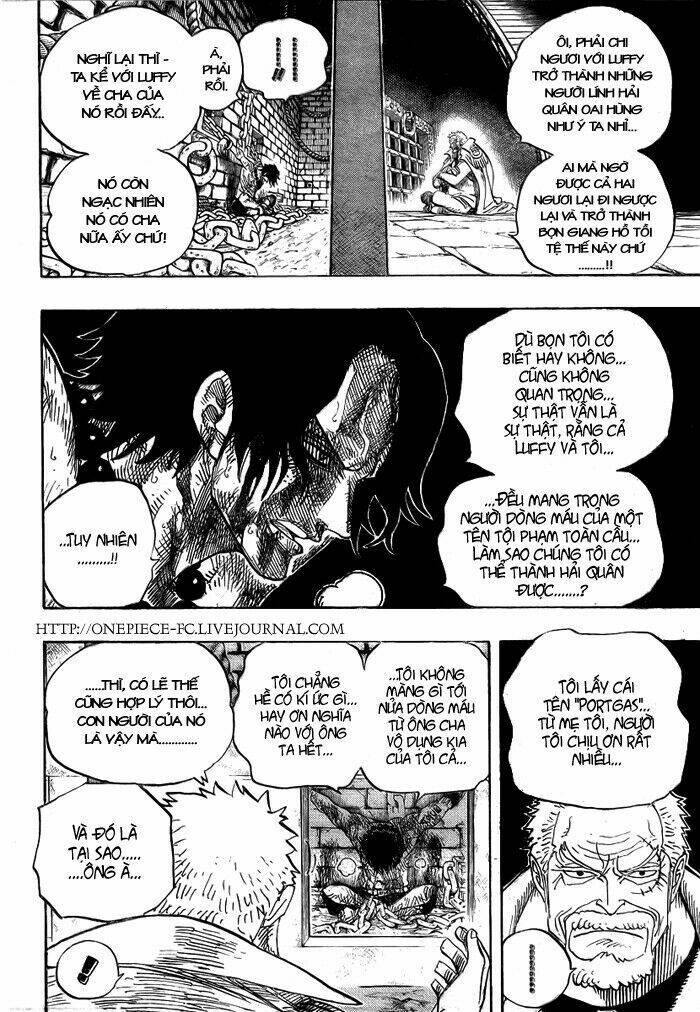 ÔI, PHẢI CHI
NGƯƠI VỚI LUFFY
TRỞ THÀNH NHỮNG
NGƯỜI LÍNH HẢI
QUÂN OAI HÙNG
NHƯ Ý TA NHỈ...
AI MÀ NGỜ
ĐƯỢC CẢ HAI
NGƯƠI LẠI ĐI NGƯỢC
LẠI VÀ TRỞ THÀNH
BỌN GIANG HỒ TỒI
TỆ THẾ NÀY CHỨ
.........!!
À,
PHẢI
RỒI.
NGHĨ LẠI THÌ -
TA KỂ VỚI LUFFY
VỀ CHA CỦA
NÓ RỒI ĐẤY...
NÓ CÒN
NGẠC NHIÊN
NÓ CÓ CHA
NỮA ẤY CHỨ!
DÙ BỌN TÔI CÓ
BIẾT HAY KHÔNG...
CŨNG KHÔNG
QUAN TRỌNG...
SỰ THẬT VẪN LÀ
SỰ THẬT, RẰNG CẢ
LUFFY VÀ TÔI...
...ĐỀU MANG TRONG
NGƯỜI DÒNG MÁU CỦA MỘT
TÊN TỘI PHẠM TOÀN CẦU...
LÀM SAO CHÚNG TÔI CÓ
THỂ THÀNH HẢI QUÂN
ĐƯỢC.......?
...TUY NHIÊN
..........!!
HTTP://ONEPIECE-FC.LIVEJOURNAL.COM
TÔI LẤY CÁI
TÊN "PORTGAS"...
TỪ MẸ TÔI, NGƯỜI
TÔI CHỊU ƠN RẤT
NHIỀU...
...TÔI KHÔNG
MÀNG GÌ TỚI
NỬA DÒNG MÁU
TỪ ÔNG CHA
VÔ DỤNG KIA
CỦA TÔI CẢ...
TÔI CHẲNG
HỀ CÓ KÍ ỨC GÌ...
HAY ƠN NGHĨA
NÀO VỚI ÔNG
TA HẾT...
.....THÌ, CÓ LẼ THẾ
CŨNG HỢP LÝ THÔI...
CON NGƯỜI CỦA NÓ
LÀ VẬY MÀ............
VÀ ĐÓ LÀ
TẠI SAO.....
ÔNG À...
!!